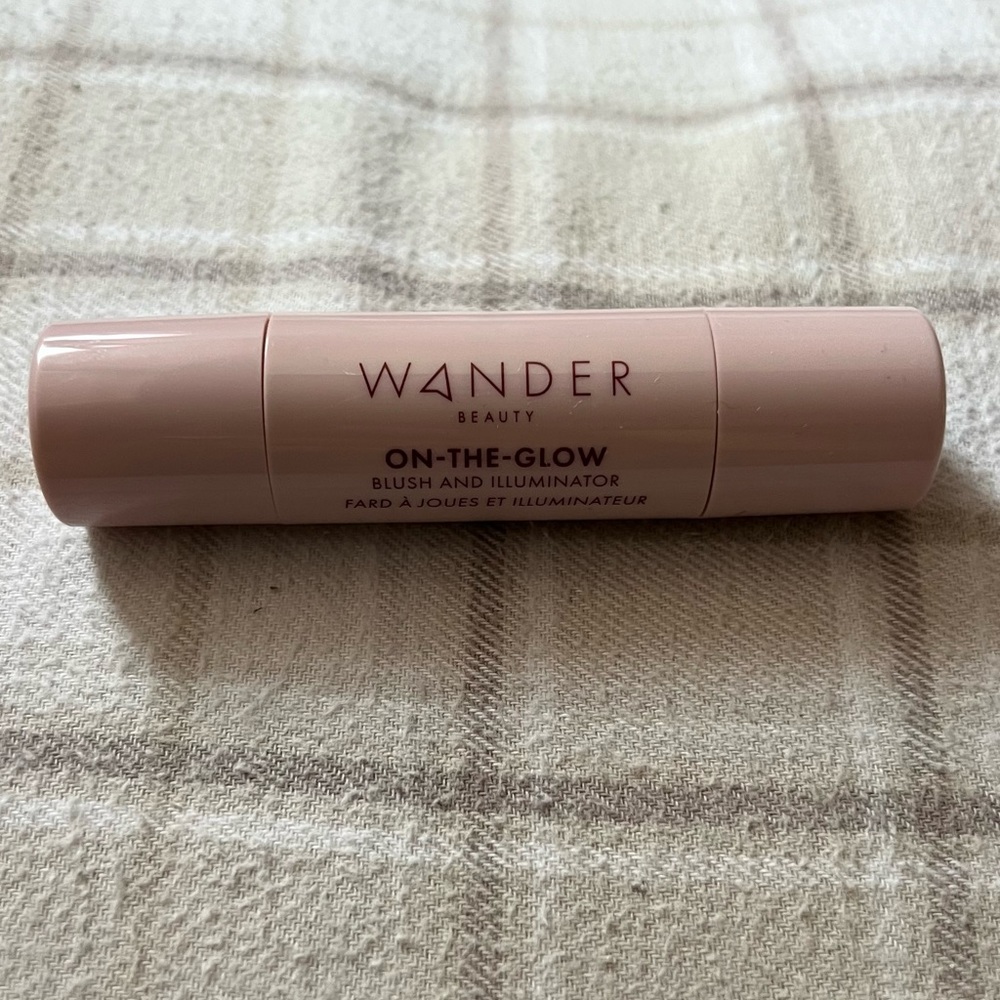 WANDER
BEAUTY
ON-THE-GLOW
BLUSH AND ILLUMINATOR
FARD À JOUES ET ILLUMINATEUR